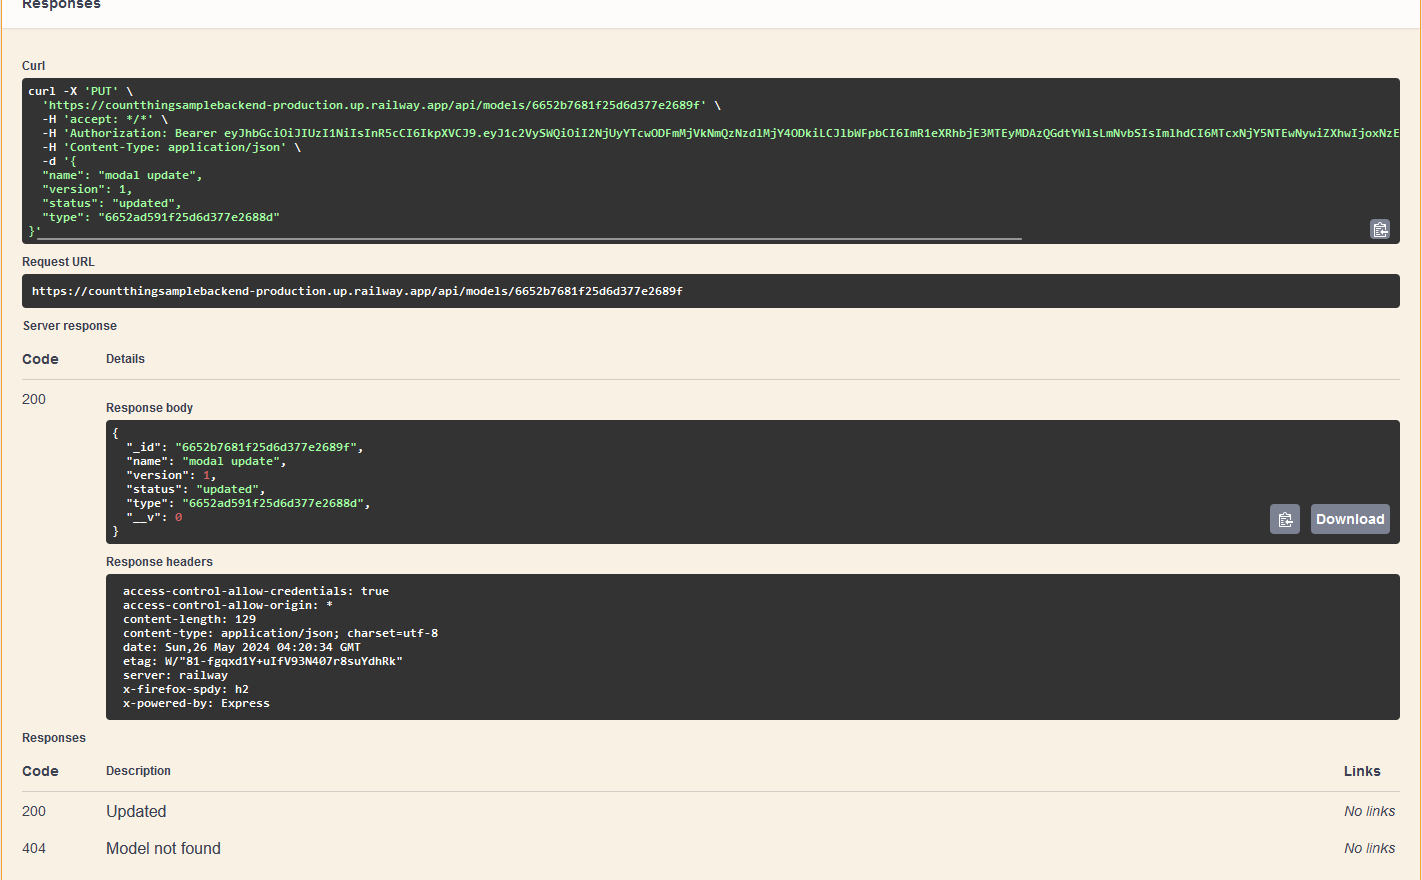 Responses
Curl
curl -X 'PUT' \
'https://countthingsamplebackend-production.up.railway.app/api/models/6652b7681f25d6d377e2689f' \
-H 'accept: */*' \
-H 'Authorization: Bearer eyJhbGciOiJIUzI1NiIsInR5cCI6IkpXVCJ9.eyJ1c2VySWQiOiI2NjUyYTcwODFmMjVkNmQzNzdlMjY4ODkiLCJlbWFpbCI6ImR1eXRhbjE3MTEyMDAzQGdtYWlsLmNvbSIsImlhdCI6MTcxNjY5NTEwNywiZXhwIjoxNzE
-H 'Content-Type: application/json' \
-d '{
"name": "modal update",
"version": 1,
"status": "updated",
"type": "6652ad591f25d6d377e2688d"
}'
Request URL
https://countthingsamplebackend-production.up.railway.app/api/models/6652b7681f25d6d377e2689f
Server response
Code Details
200
Response body
{
"_id": "6652b7681f25d6d377e2689f",
"name": "modal update",
"version": 1,
"status": "updated",
"type": "6652ad591f25d6d377e2688d",
"__v": 0
}
Download
Response headers
access-control-allow-credentials: true
access-control-allow-origin: *
content-length: 129
content-type: application/json; charset=utf-8
date: Sun,26 May 2024 04:20:34 GMT
etag: W/"81-fgqxd1Y+uIfV93N407r8suYdhRk"
server: railway
x-firefox-spdy: h2
x-powered-by: Express
Responses
Code Description Links
200 Updated No links
404 Model not found No links